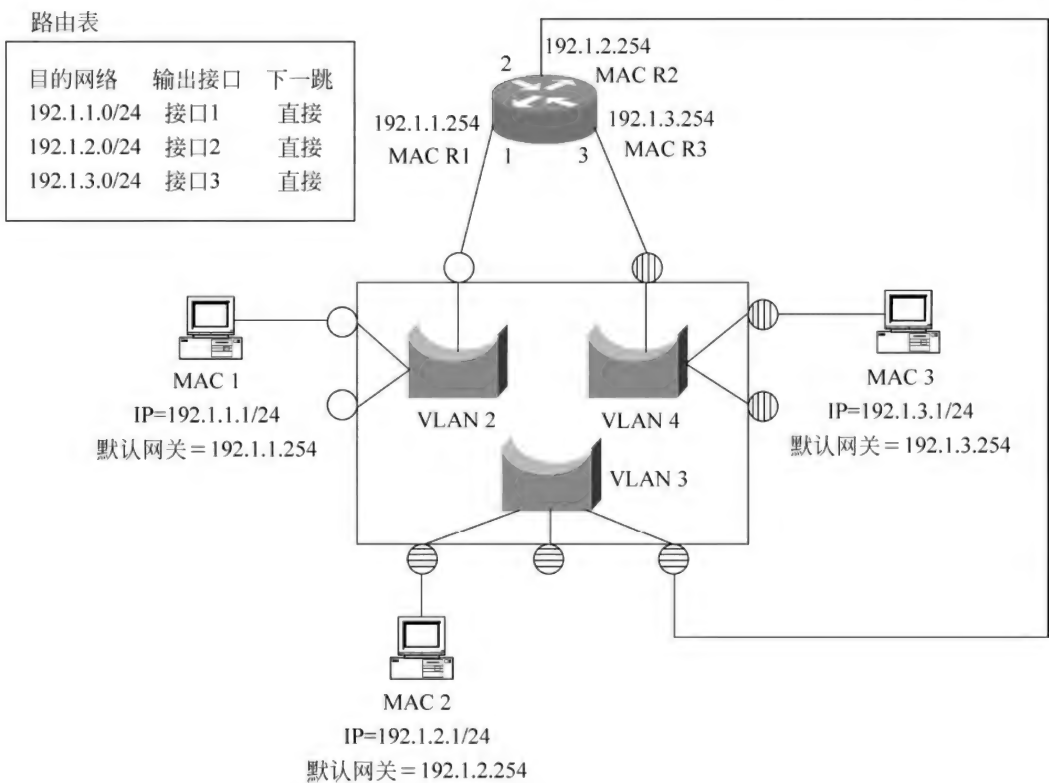 路由表
目的网络 输出接口 下一跳
192.1.1.0/24 接口1 直接
192.1.2.0/24 接口2 直接
192.1.3.0/24 接口3 直接
192.1.2.254
2
MAC R2
192.1.1.254
192.1.3.254
MAC R1
1
3
MAC R3
MAC 1
IP=192.1.1.1/24
默认网关=192.1.1.254
VLAN 2
VLAN 4
MAC 3
IP=192.1.3.1/24
默认网关=192.1.3.254
VLAN 3
MAC 2
IP=192.1.2.1/24
默认网关=192.1.2.254